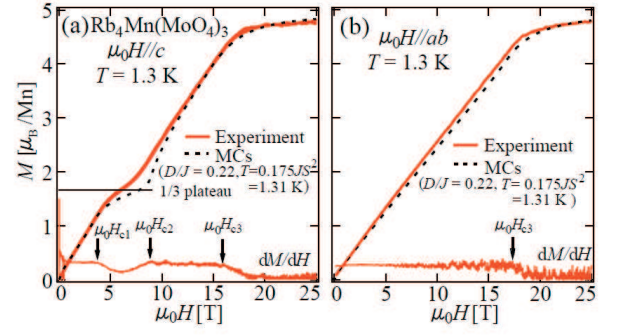 (a) Rb₄Mn(MoO₄)₃
μ₀H//c
T = 1.3 K
Experiment
MCs
(D/J = 0.22, T = 0.175JS²
=1.31 K)
1/3 plateau
μ₀Hc1
μ₀Hc2
μ₀Hc3
dM/dH
M [μB/Mn]
5
4
3
2
1
0
0
5
10
15
20
25
μ₀H [T]
(b)
μ₀H//ab
T = 1.3 K
Experiment
MCs
(D/J = 0.22, T = 0.175JS²
=1.31 K)
μ₀Hc3
dM/dH
0
5
10
15
20
25
μ₀H [T]